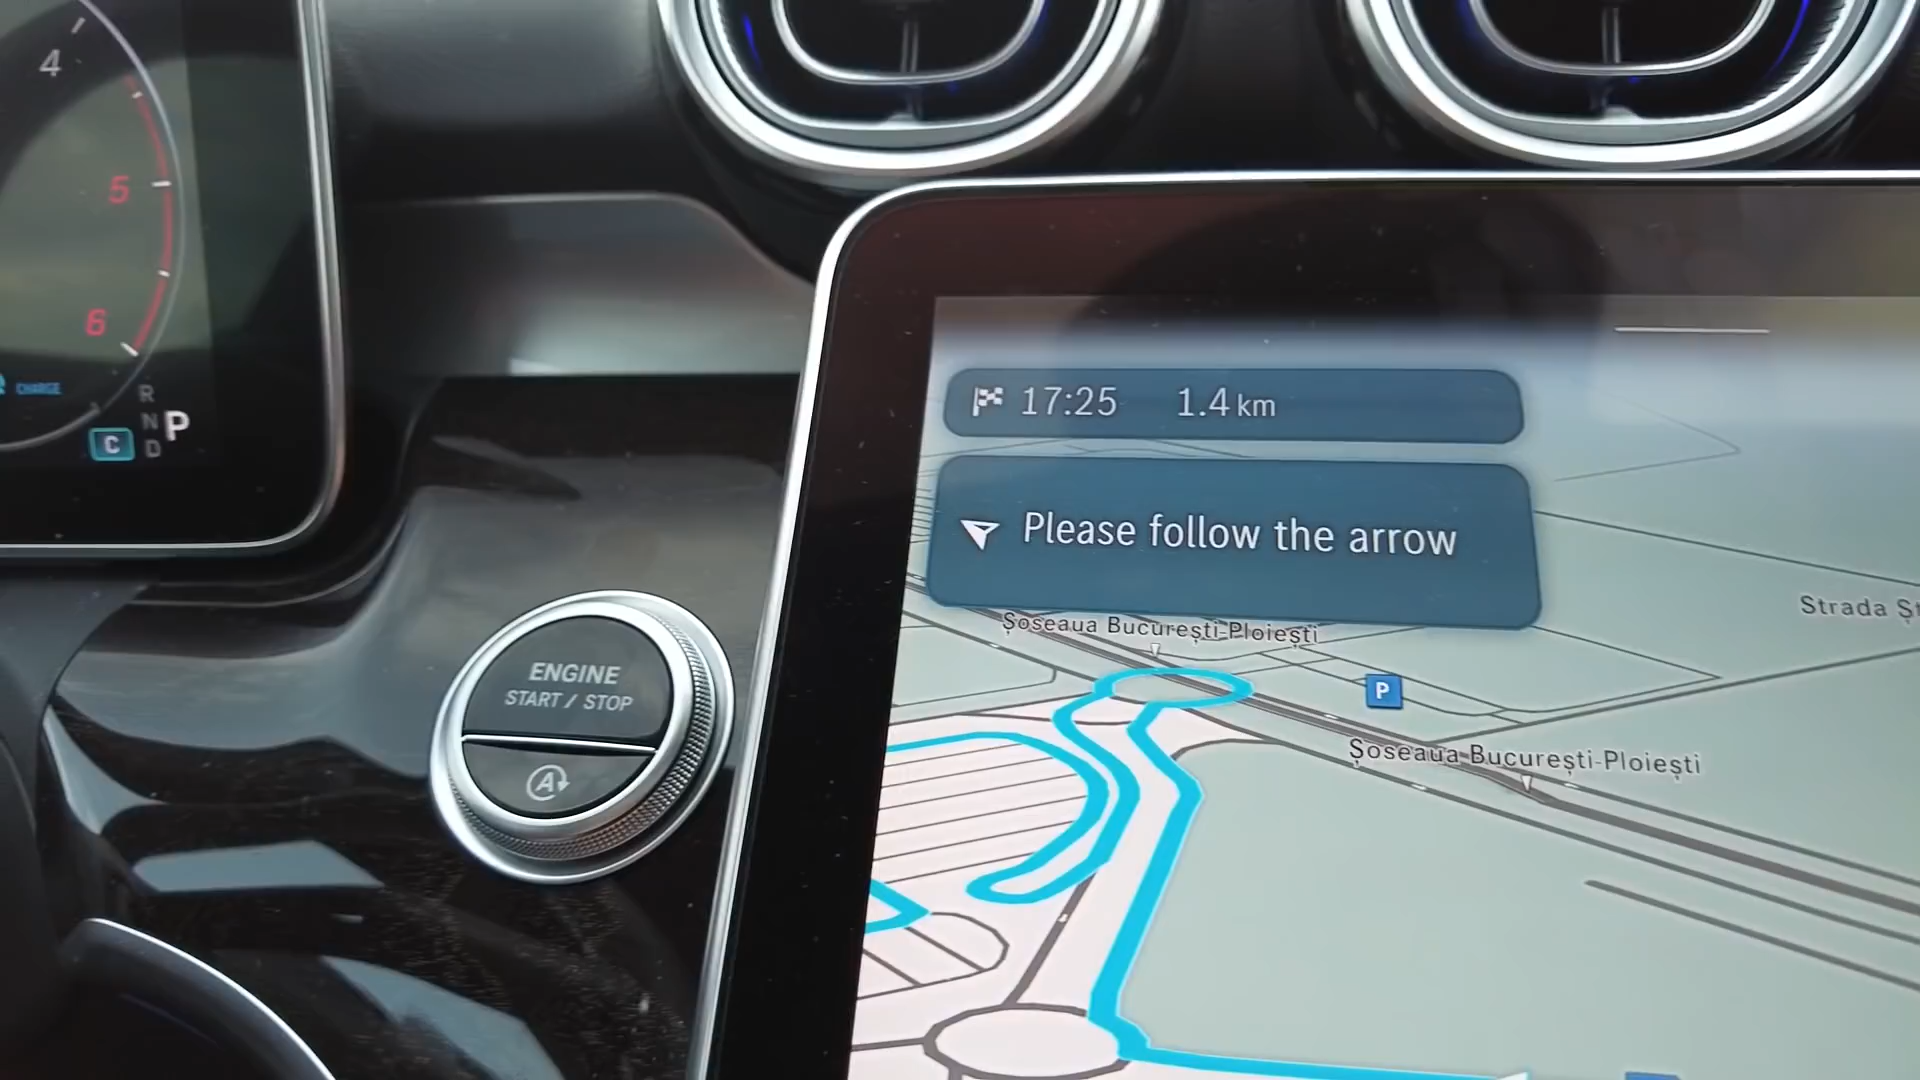 4
5
6
CHARGE
R
N P
C D
ENGINE
START / STOP
A
17:25 1.4 km
Please follow the arrow
Șoseaua București-Ploiești
P
Șoseaua București-Ploiești
Strada